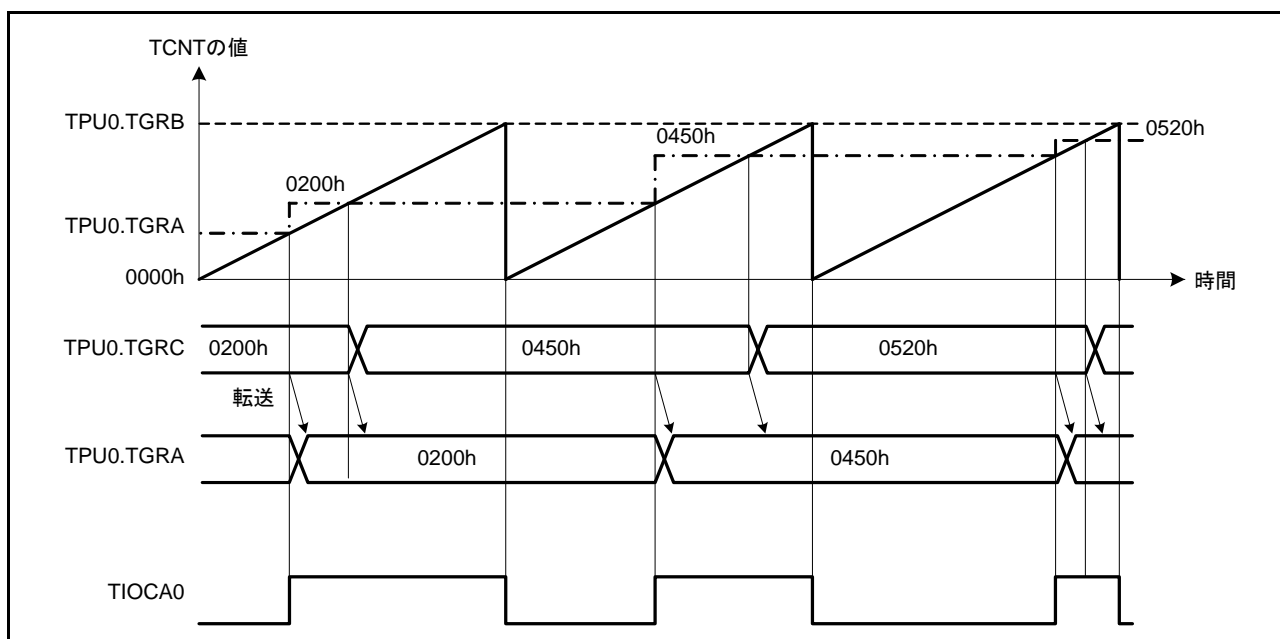 TCNTの値
TPU0.TGRB
0520h
0450h
0200h
TPU0.TGRA
0000h
時間
TPU0.TGRC
0200h
0450h
0520h
転送
TPU0.TGRA
0200h
0450h
TIOCA0